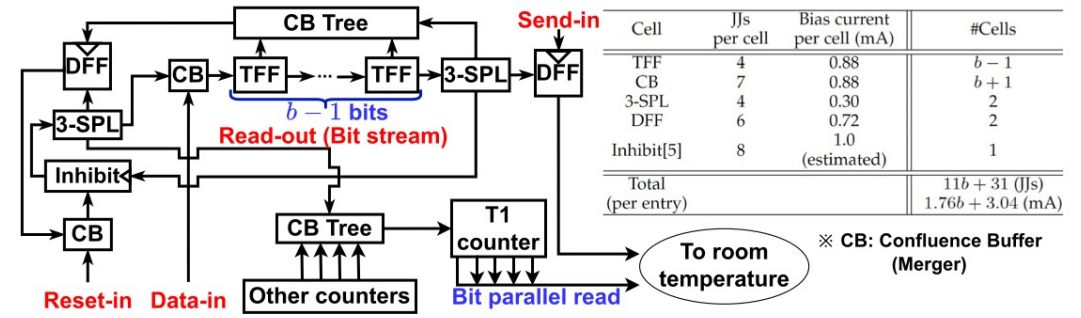 CB Tree
Send-in
DFF
CB
TFF
...
TFF
3-SPL
DFF
b − 1 bits
3-SPL
Read-out (Bit stream)
Inhibit
CB
CB Tree
T1
counter
Other counters
Reset-in
Data-in
Bit parallel read
To room
temperature
※ CB: Confluence Buffer
(Merger)
Cell JJs per cell Bias current per cell (mA) #Cells
TFF 4 0.88 b − 1
CB 7 0.88 b + 1
3-SPL 4 0.30 2
DFF 6 0.72 2
Inhibit[5] 8 1.0 (estimated) 1
Total (per entry) 11b + 31 (JJs)
1.76b + 3.04 (mA)